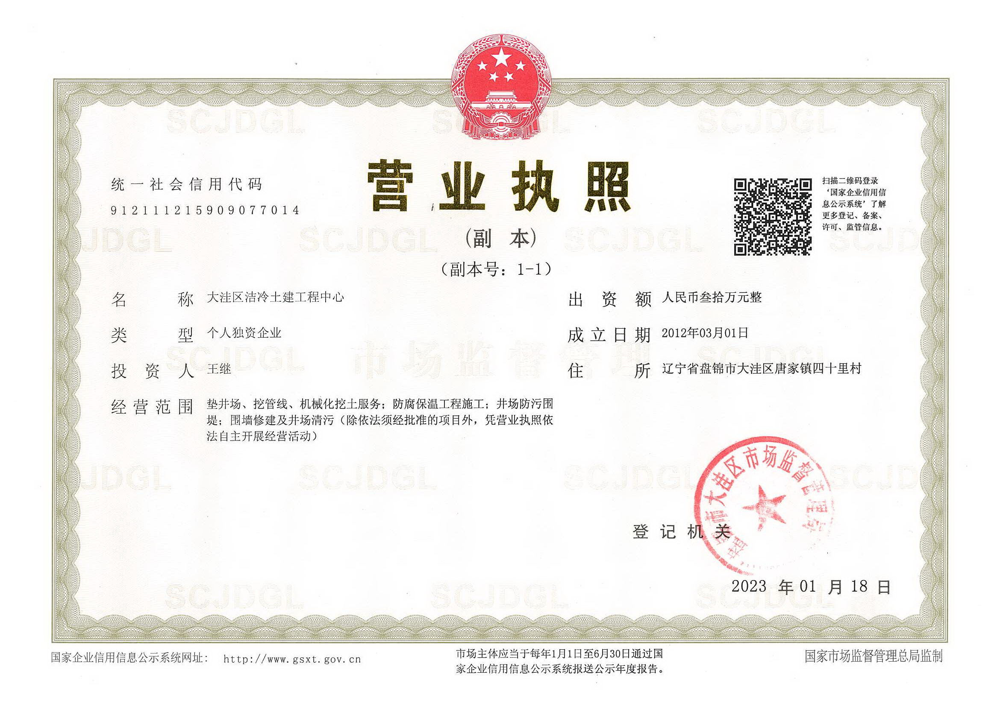 营业执照
(副 本)
(副本号：1-1)
统一社会信用代码
912111215909077014
扫描二维码登录
‘国家企业信用信
息公示系统’了解
更多登记、备案、
许可、监管信息。
名称 大洼区洁冷土建工程中心
类型 个人独资企业
投资人 王继
经营范围 垫井场、挖管线、机械化挖土服务；防腐保温工程施工；井场防污围
堤；围墙修建及井场清污（除依法须经批准的项目外，凭营业执照依
法自主开展经营活动）
出资额 人民币叁拾万元整
成立日期 2012年03月01日
住所 辽宁省盘锦市大洼区唐家镇四十里村
登记机关
盘锦市大洼区市场监督管理局
2023 年 01 月 18 日
国家企业信用信息公示系统网址： http://www.gsxt.gov.cn
市场主体应当于每年1月1日至6月30日通过国
家企业信用信息公示系统报送公示年度报告。
国家市场监督管理总局监制
SCJDGL
市场监督管理